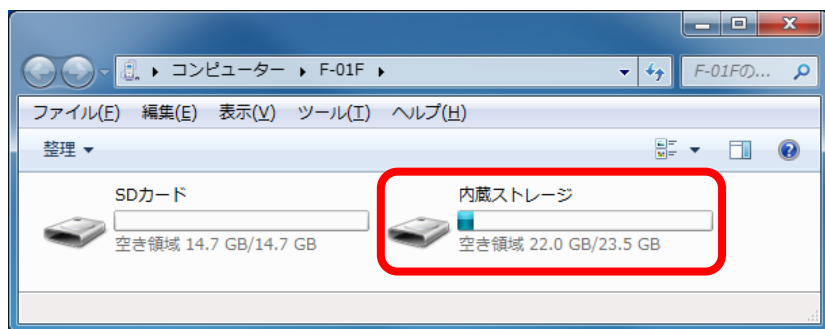 コンピューター F-01F F-01Fの...
ファイル(F) 編集(E) 表示(V) ツール(T) ヘルプ(H)
整理
SDカード 内蔵ストレージ
空き領域 14.7 GB/14.7 GB 空き領域 22.0 GB/23.5 GB